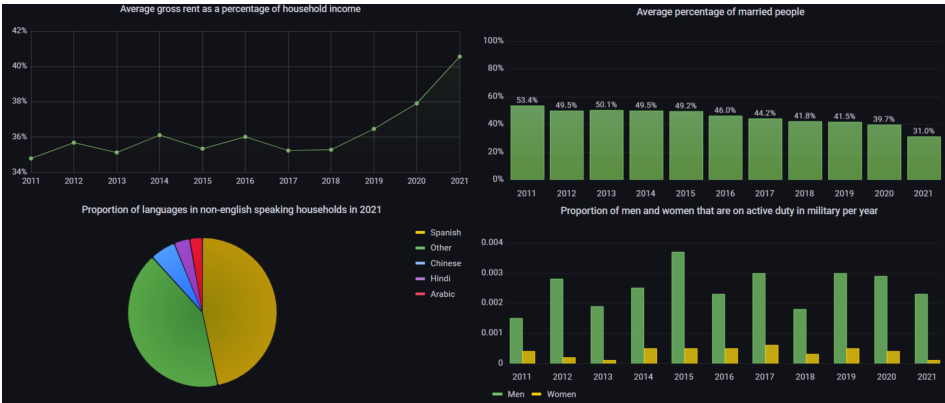 Average gross rent as a percentage of household income
42%
40%
38%
36%
34%
2011 2012 2013 2014 2015 2016 2017 2018 2019 2020 2021
Average percentage of married people
100%
80%
60%
40%
20%
0%
53.4% 49.5% 50.1% 49.5% 49.2% 46.0% 44.2% 41.8% 41.5% 39.7% 31.0%
2011 2012 2013 2014 2015 2016 2017 2018 2019 2020 2021
Proportion of languages in non-english speaking households in 2021
Spanish
Other
Chinese
Hindi
Arabic
Proportion of men and women that are on active duty in military per year
0.004
0.003
0.002
0.001
0
2011 2012 2013 2014 2015 2016 2017 2018 2019 2020 2021
Men Women